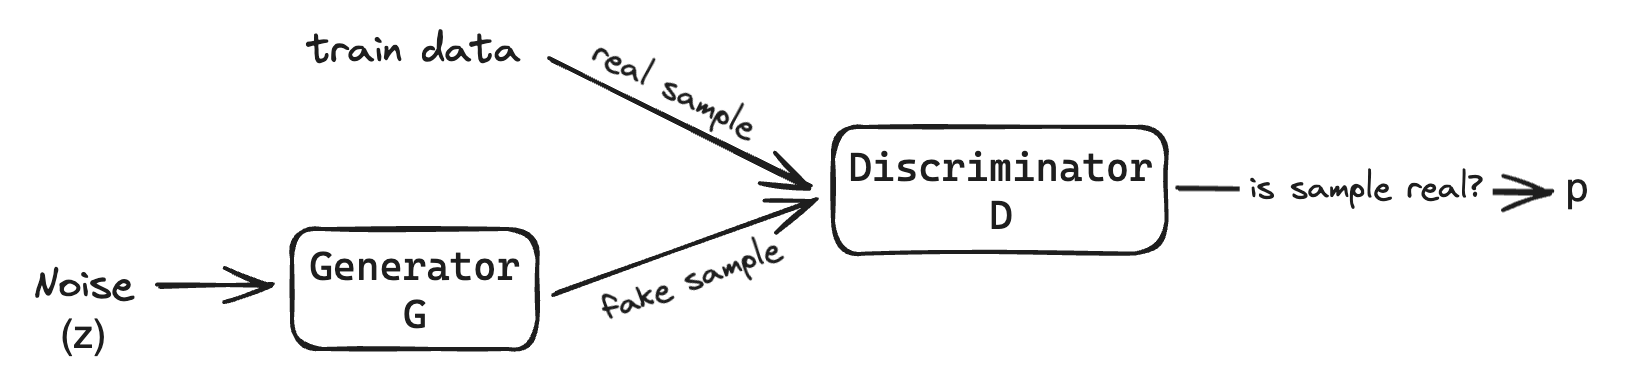 train data
real sample
Discriminator
D
is sample real?
p
Generator
G
fake sample
Noise
(z)